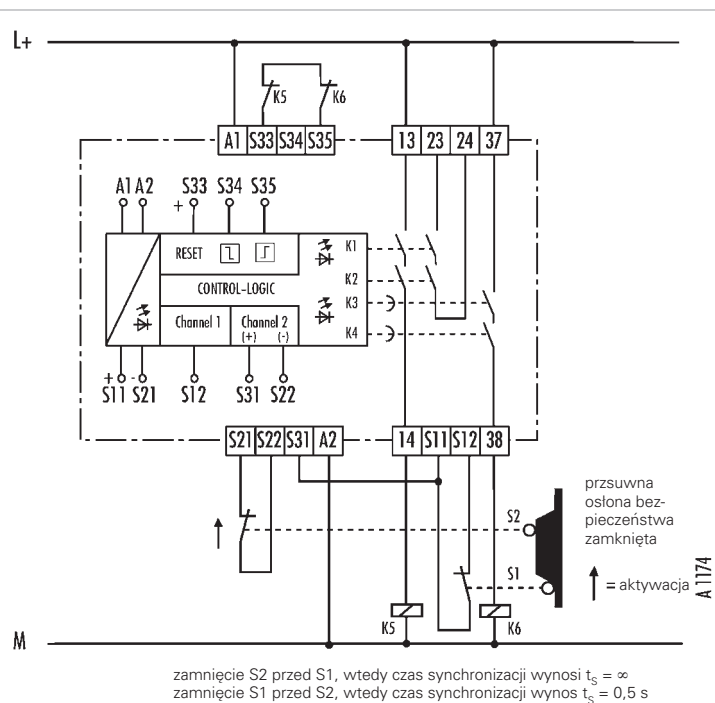 L+
K5 K6
A1 S33 S34 S35 13 23 24 37
A1 A2 S33 S34 S35
+
RESET K1
CONTROL-LOGIC K2
K3
Channel 1 Channel 2 K4
(+) (-)
+ -
S11 S21 S12 S31 S22
S21 S22 S31 A2 14 S11 S12 38
przsuwna
osłona bez-
pieczeństwa
zamknięta
S2
S1
= aktywacja
A 1174
K5 K6
M
zamnięcie S2 przed S1, wtedy czas synchronizacji wynosi tS = ∞
zamnięcie S1 przed S2, wtedy czas synchronizacji wynos tS = 0,5 s